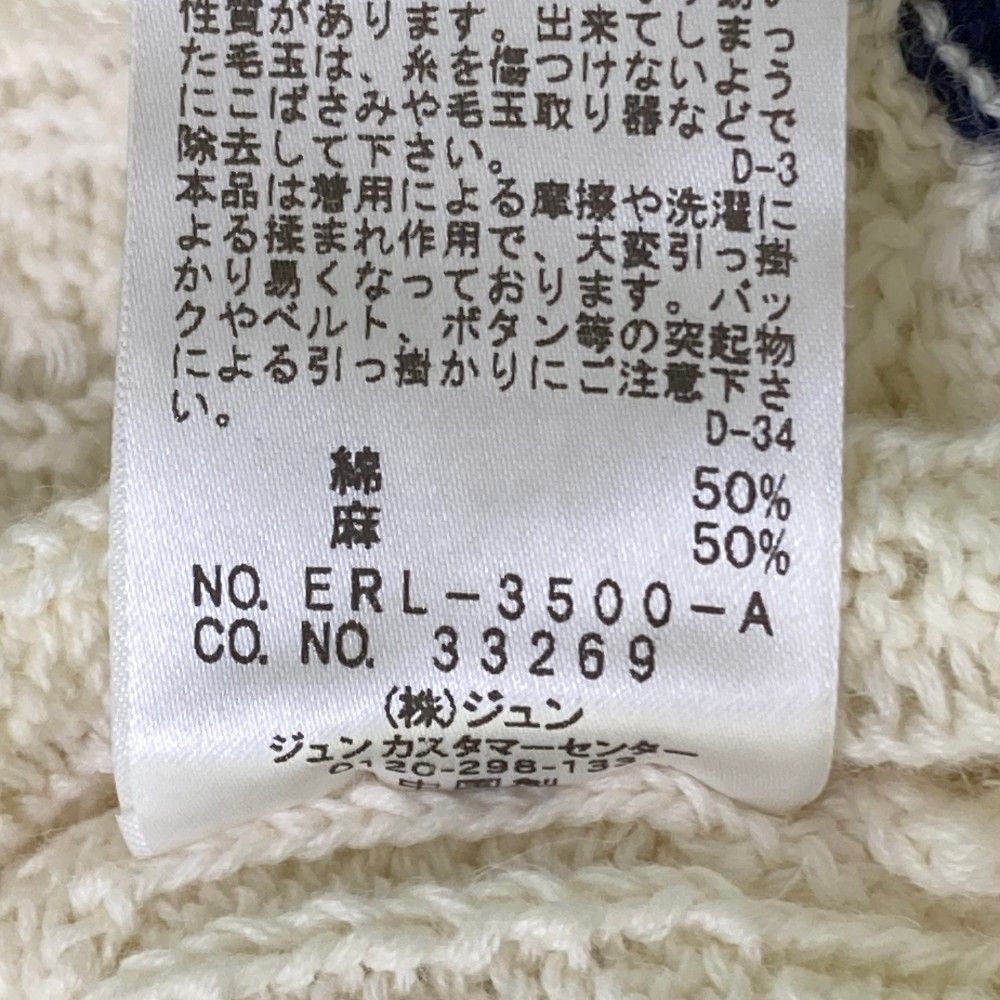 性質があります。出来てしまっ
た毛玉は、糸を傷つけないよう
にこばさみや毛玉取り器などで
除去して下さい。 D-3
本品は着用による摩擦や洗濯に
よる揉まれ作用で、大変引っ掛
かり易くなっております。バッ
クやベルト、ボタン等の突起物
による引っ掛かりにご注意下さ
い。 D-34
綿 50%
麻 50%
NO. ERL-3500-A
CO. NO. 33269
(株)ジュン
ジュン カスタマーセンター
0120-298-133
中国製